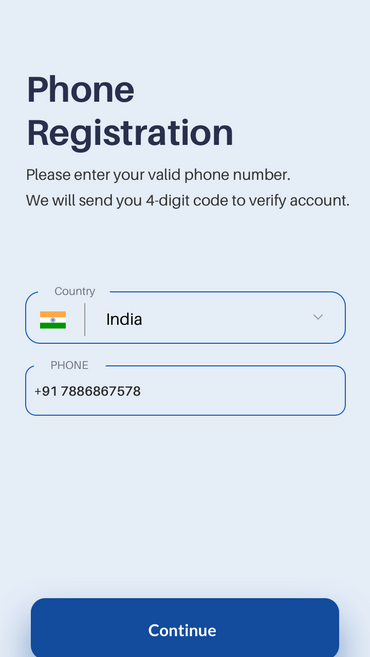 Phone
Registration
Please enter your valid phone number.
We will send you 4-digit code to verify account.
Country
India
PHONE
+91 7886867578
Continue